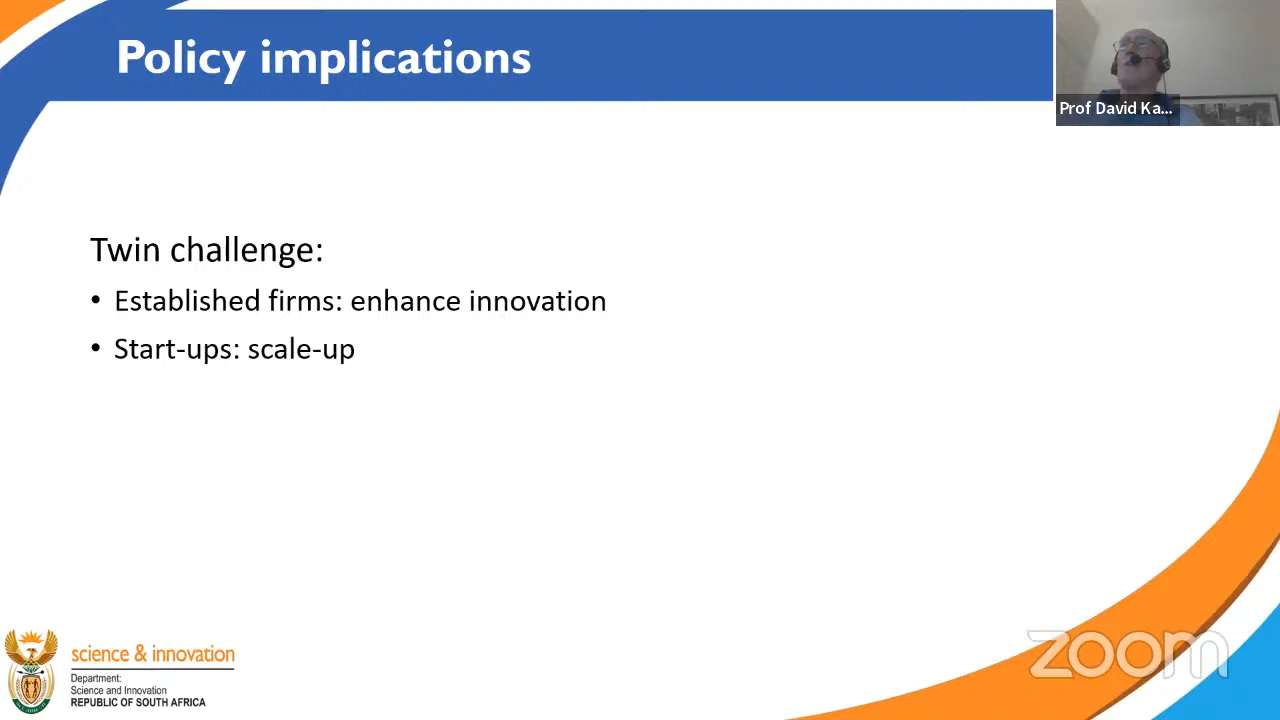 Policy implications
Prof David Ka...
Twin challenge:
• Established firms: enhance innovation
• Start-ups: scale-up
science & innovation
Department:
Science and Innovation
REPUBLIC OF SOUTH AFRICA
zoom